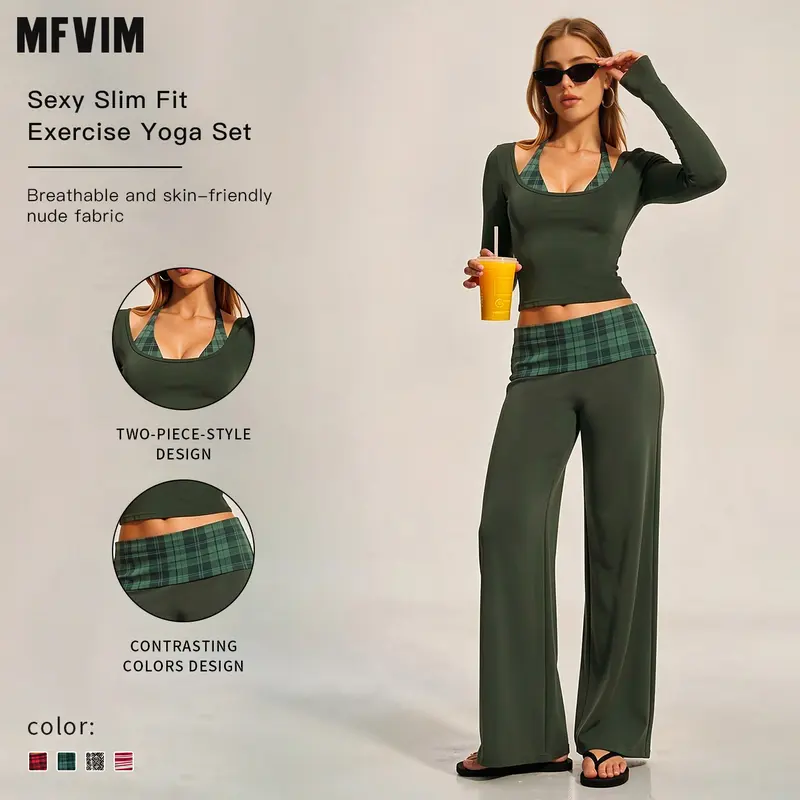 MFVIM
Sexy Slim Fit
Exercise Yoga Set
Breathable and skin-friendly
nude fabric
TWO-PIECE-STYLE
DESIGN
CONTRASTING
COLORS DESIGN
color: